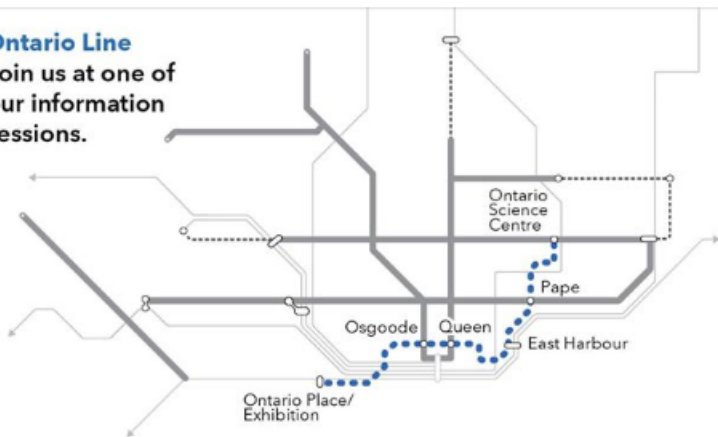 Ontario Line
oin us at one of
ur information
essions.
Ontario
Science
Centre
Pape
Osgoode
Queen
East Harbour
Ontario Place/
Exhibition